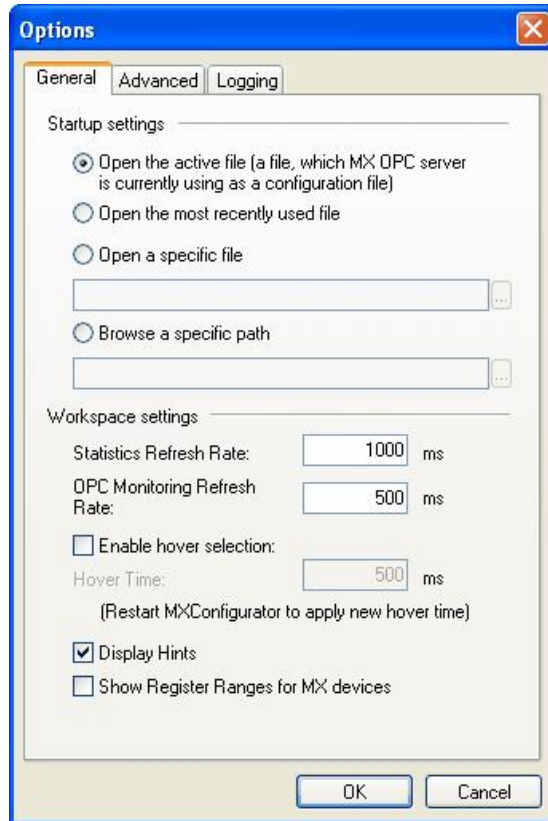 Options
General
Advanced
Logging
Startup settings
Open the active file (a file, which MX OPC server
is currently using as a configuration file)
Open the most recently used file
Open a specific file
...
Browse a specific path
...
Workspace settings
Statistics Refresh Rate: 1000 ms
OPC Monitoring Refresh
Rate: 500 ms
Enable hover selection:
Hover Time: 500 ms
(Restart MXConfigurator to apply new hover time)
Display Hints
Show Register Ranges for MX devices
OK
Cancel